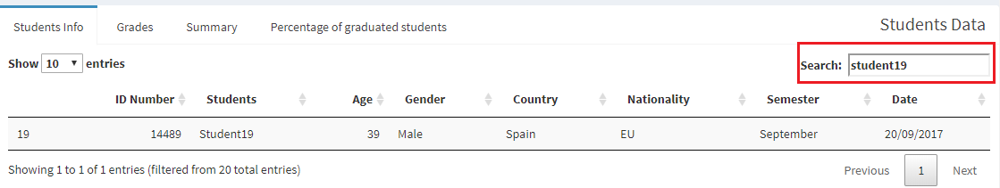 Students Info Grades Summary Percentage of graduated students Students Data
Show 10 entries Search: student19
ID Number Students Age Gender Country Nationality Semester Date
19 14489 Student19 39 Male Spain EU September 20/09/2017
Showing 1 to 1 of 1 entries (filtered from 20 total entries) Previous 1 Next